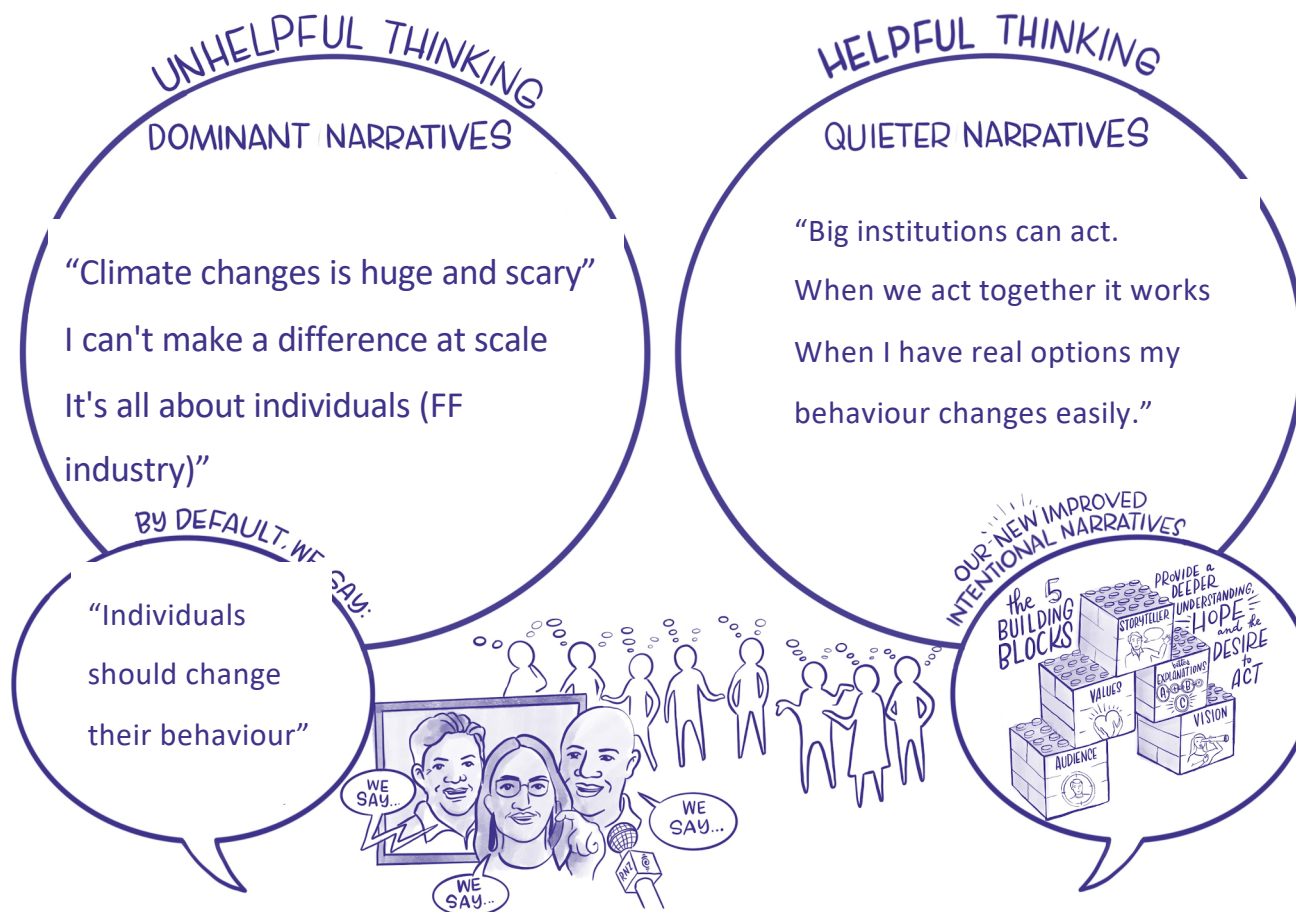 UNHELPFUL THINKING
DOMINANT NARRATIVES
“Climate changes is huge and scary”
I can't make a difference at scale
It's all about individuals (FF
industry)”
BY DEFAULT, WE SAY:
“Individuals
should change
their behaviour”
HELPFUL THINKING
QUIETER NARRATIVES
“Big institutions can act.
When we act together it works
When I have real options my
behaviour changes easily.”
OUR NEW IMPROVED
INTENTIONAL NARRATIVES
the 5
BUILDING
BLOCKS
PROVIDE A
DEEPER
UNDERSTANDING,
HOPE
and the
DESIRE
to
ACT
STORYTELLER
VALUES
EXPLANATIONS
A
B
C
AUDIENCE
VISION
WE
SAY...
WE
SAY...
WE
SAY...
RNZ